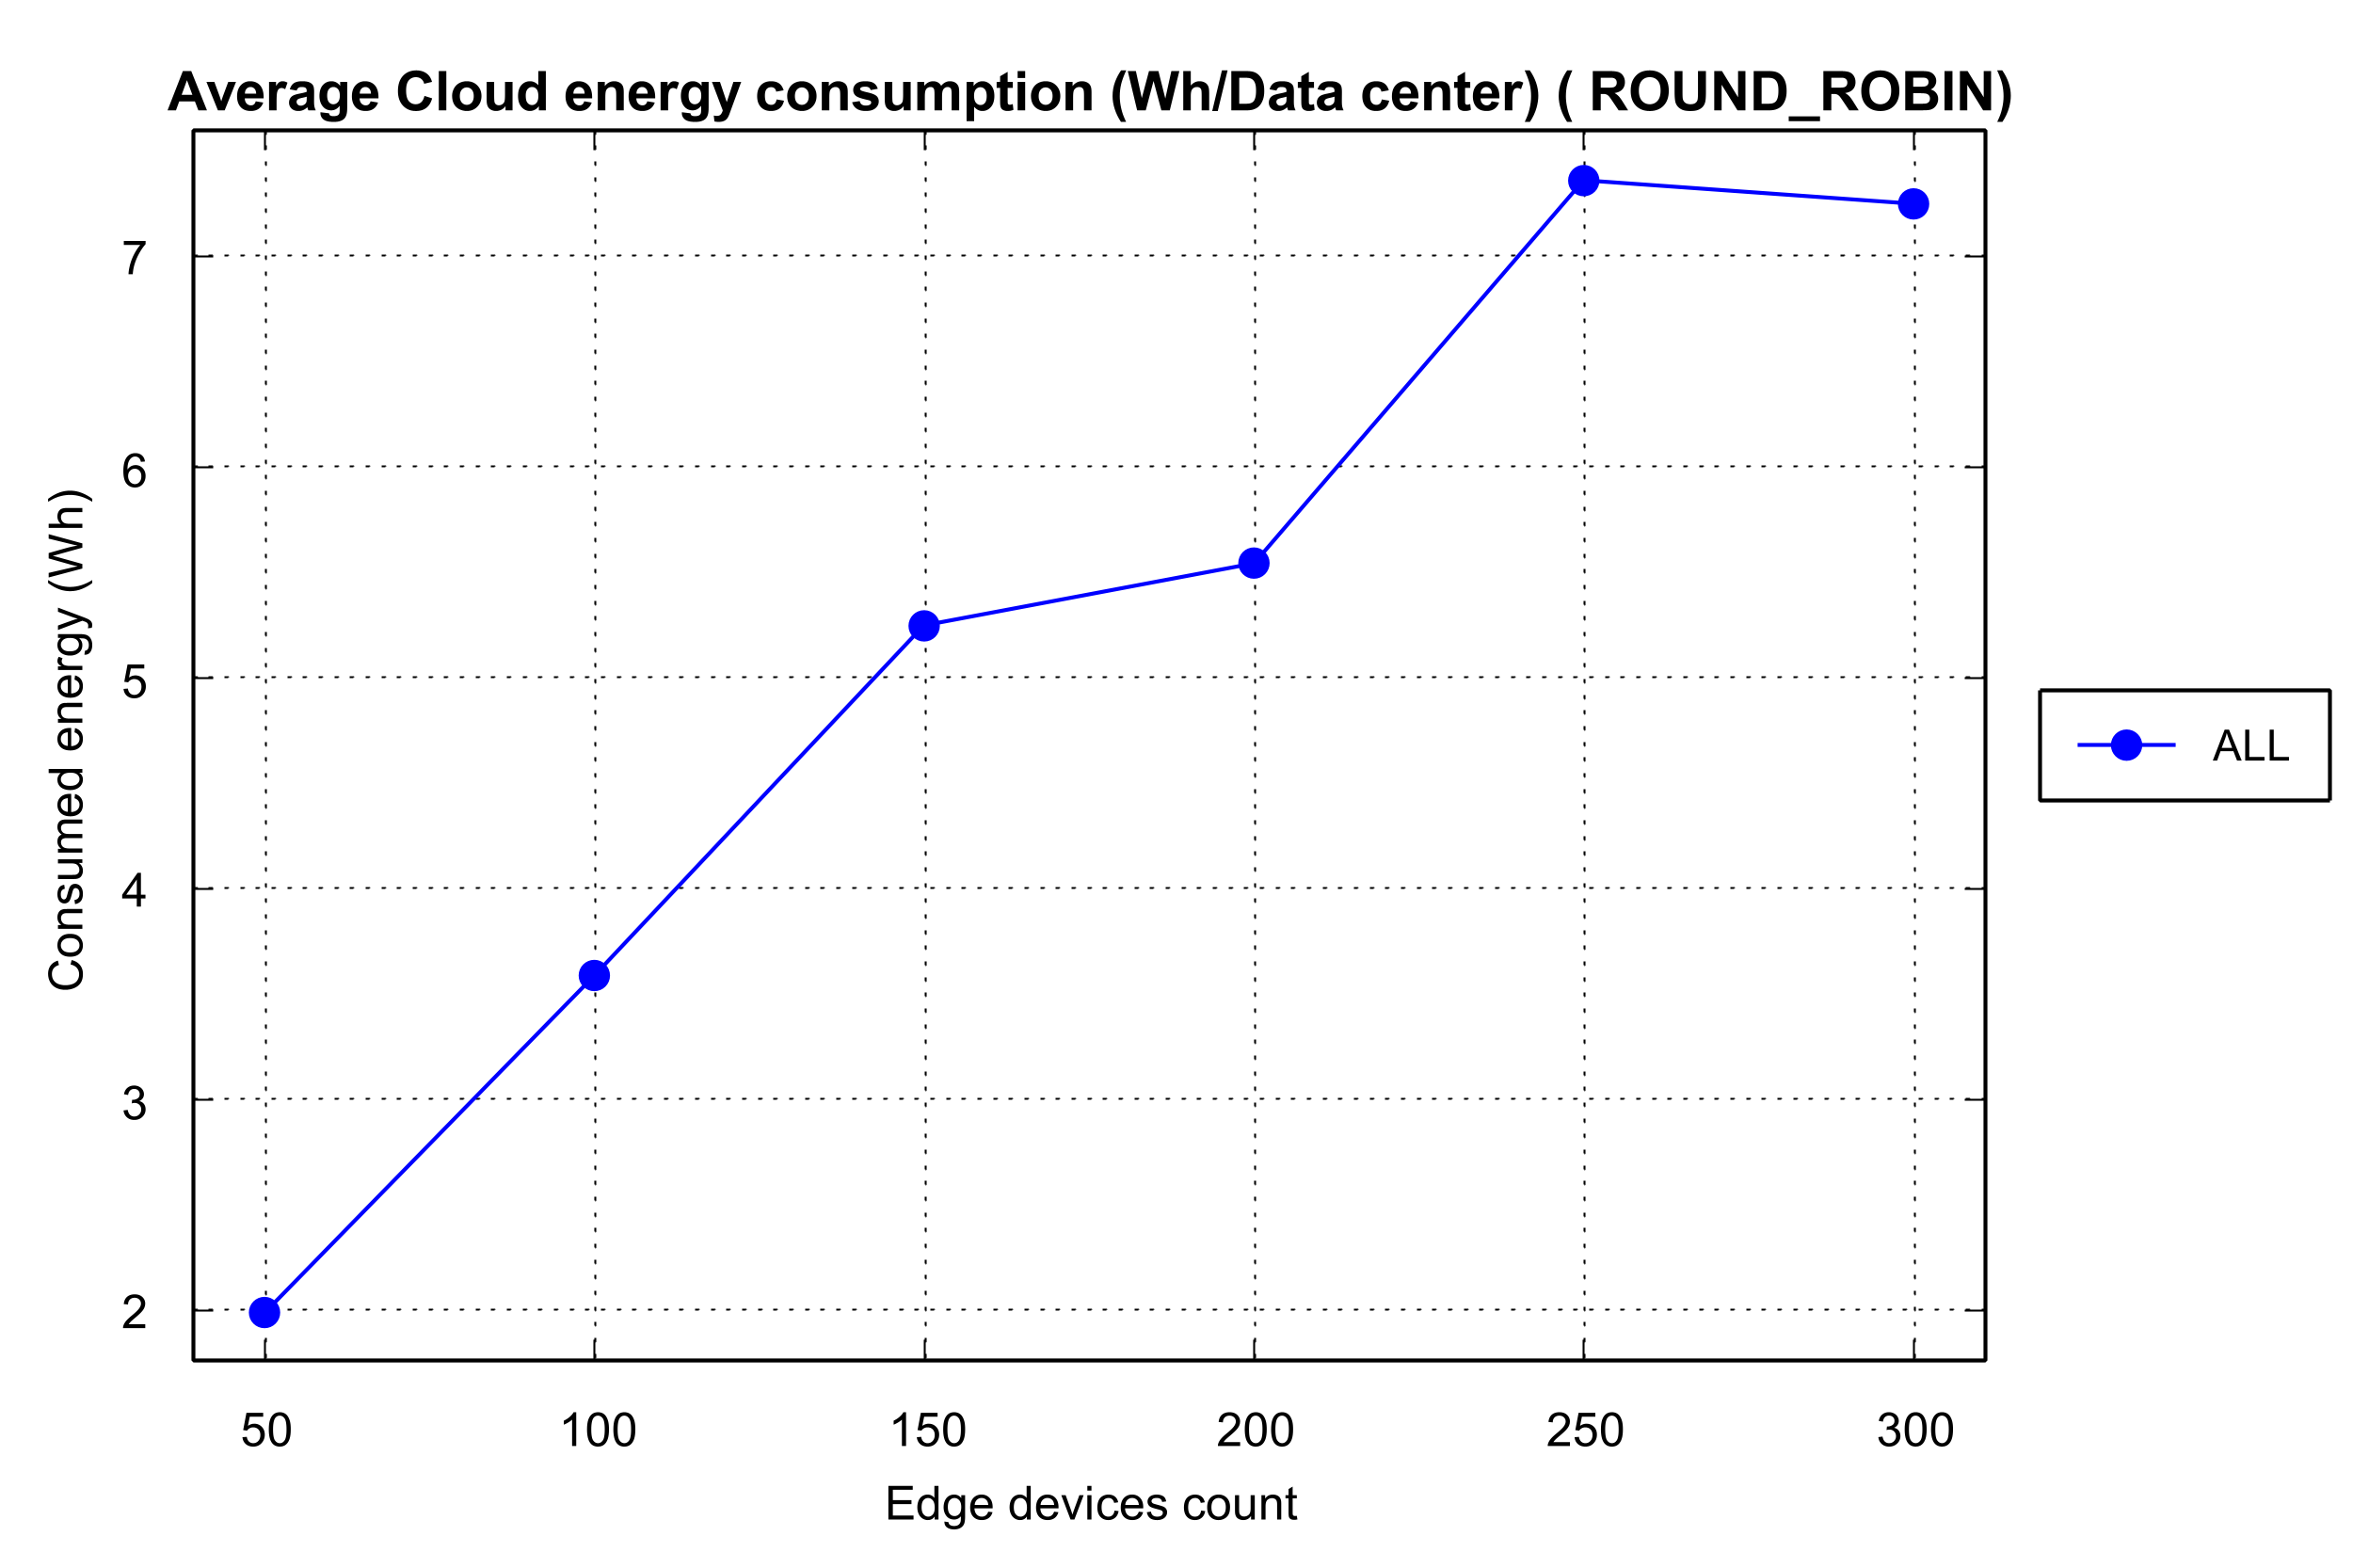 Average Cloud energy consumption (Wh/Data center) ( ROUND_ROBIN)
7
6
5
4
3
2
Consumed energy (Wh)
50 100 150 200 250 300
Edge devices count
ALL